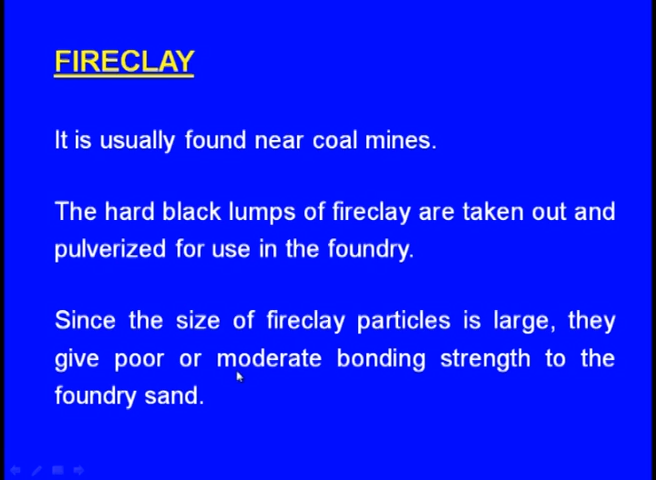 FIRECLAY
It is usually found near coal mines.
The hard black lumps of fireclay are taken out and
pulverized for use in the foundry.
Since the size of fireclay particles is large, they
give poor or moderate bonding strength to the
foundry sand.